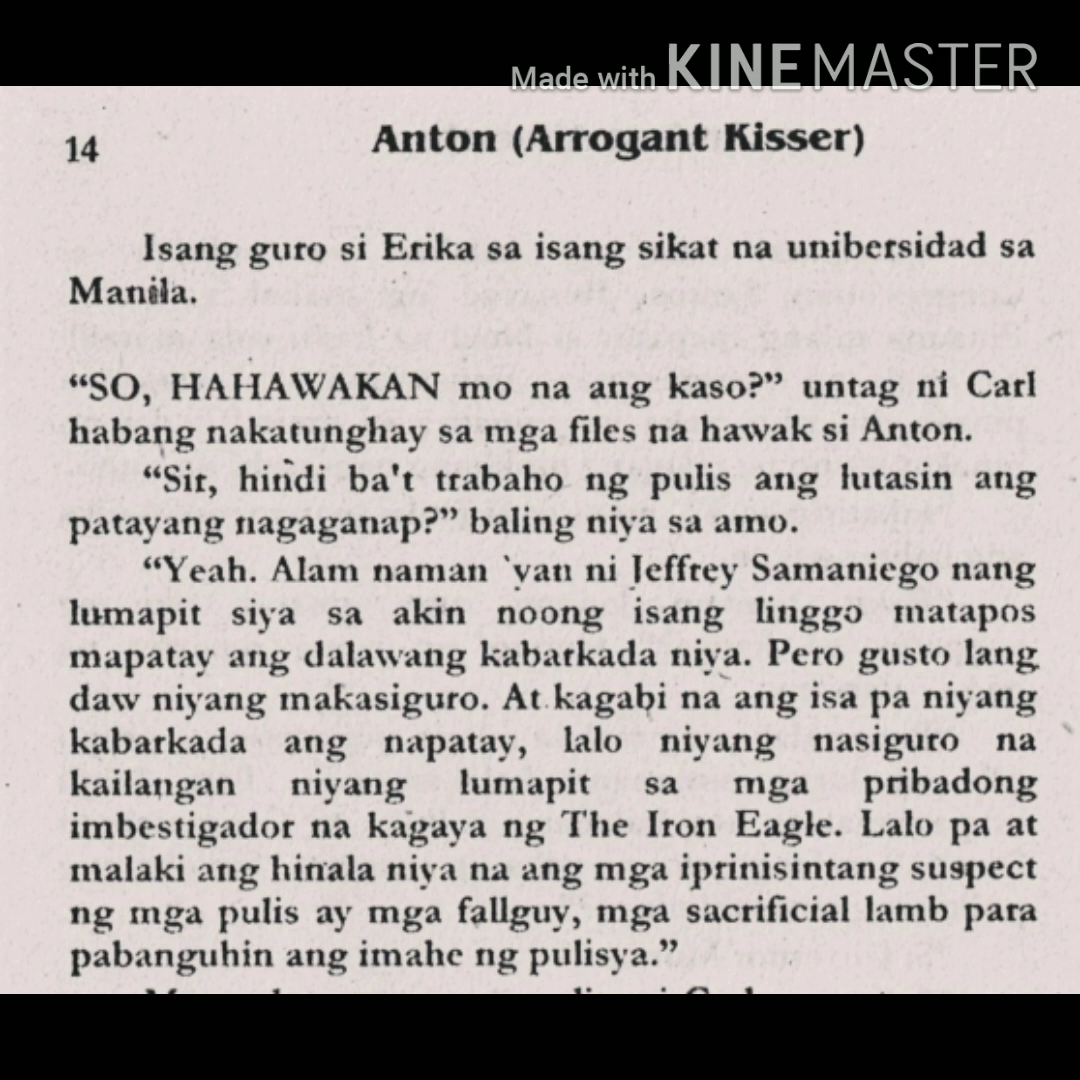 Made with KINEMASTER
14 Anton (Arrogant Kisser)
Isang guro si Erika sa isang sikat na unibersidad sa
Manila.
“SO, HAHAWAKAN mo na ang kaso?” untag ni Carl
habang nakatunghay sa mga files na hawak si Anton.
“Sir, hindi ba't trabaho ng pulis ang lutasin ang
patayang nagaganap?” baling niya sa amo.
“Yeah. Alam naman `yan ni Jeffrey Samaniego nang
lumapit siya sa akin noong isang linggo matapos
mapatay ang dalawang kabarkada niya. Pero gusto lang
daw niyang makasiguro. At kagabi na ang isa pa niyang
kabarkada ang napatay, lalo niyang nasiguro na
kailangan niyang lumapit sa mga pribadong
imbestigador na kagaya ng The Iron Eagle. Lalo pa at
malaki ang hinala niya na ang mga iprinisintang suspect
ng mga pulis ay mga fallguy, mga sacrificial lamb para
pabanguhin ang imahe ng pulisya.”